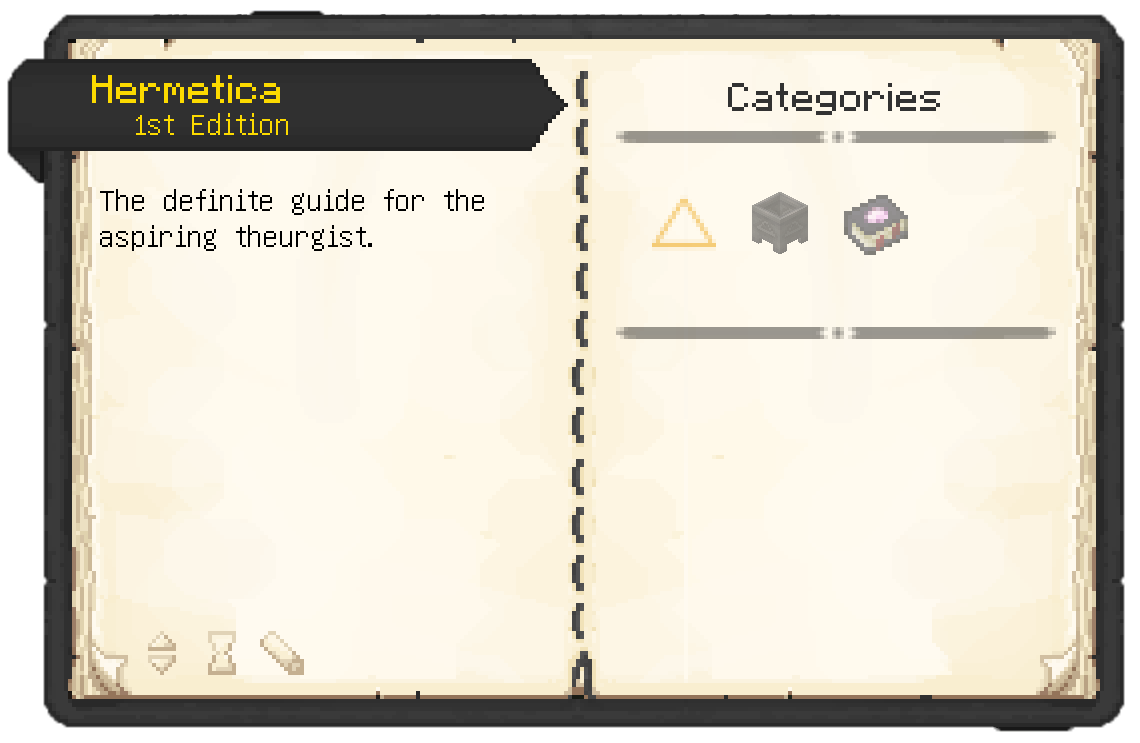 Hermetica
1st Edition
The definite guide for the
aspiring theurgist.
Categories